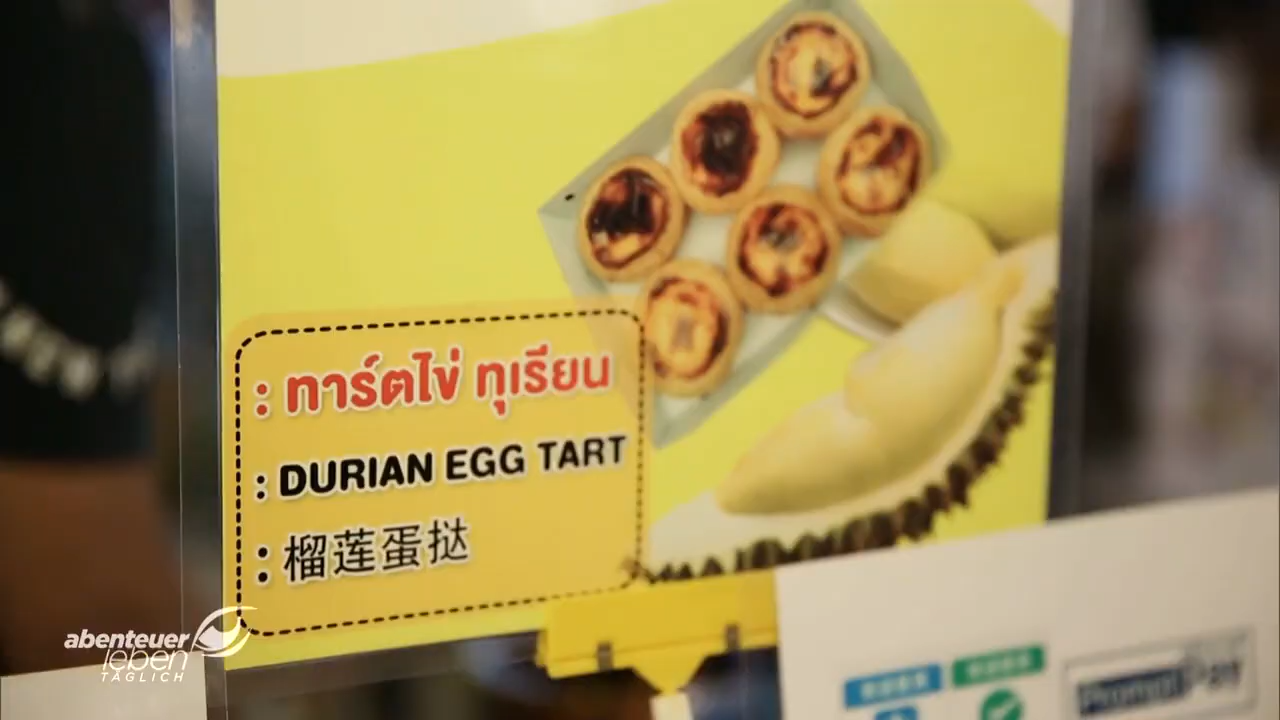 : ทาร์ตไข่ ทุเรียน
: DURIAN EGG TART
: 榴莲蛋挞
abenteuer
leben
TÄGLICH